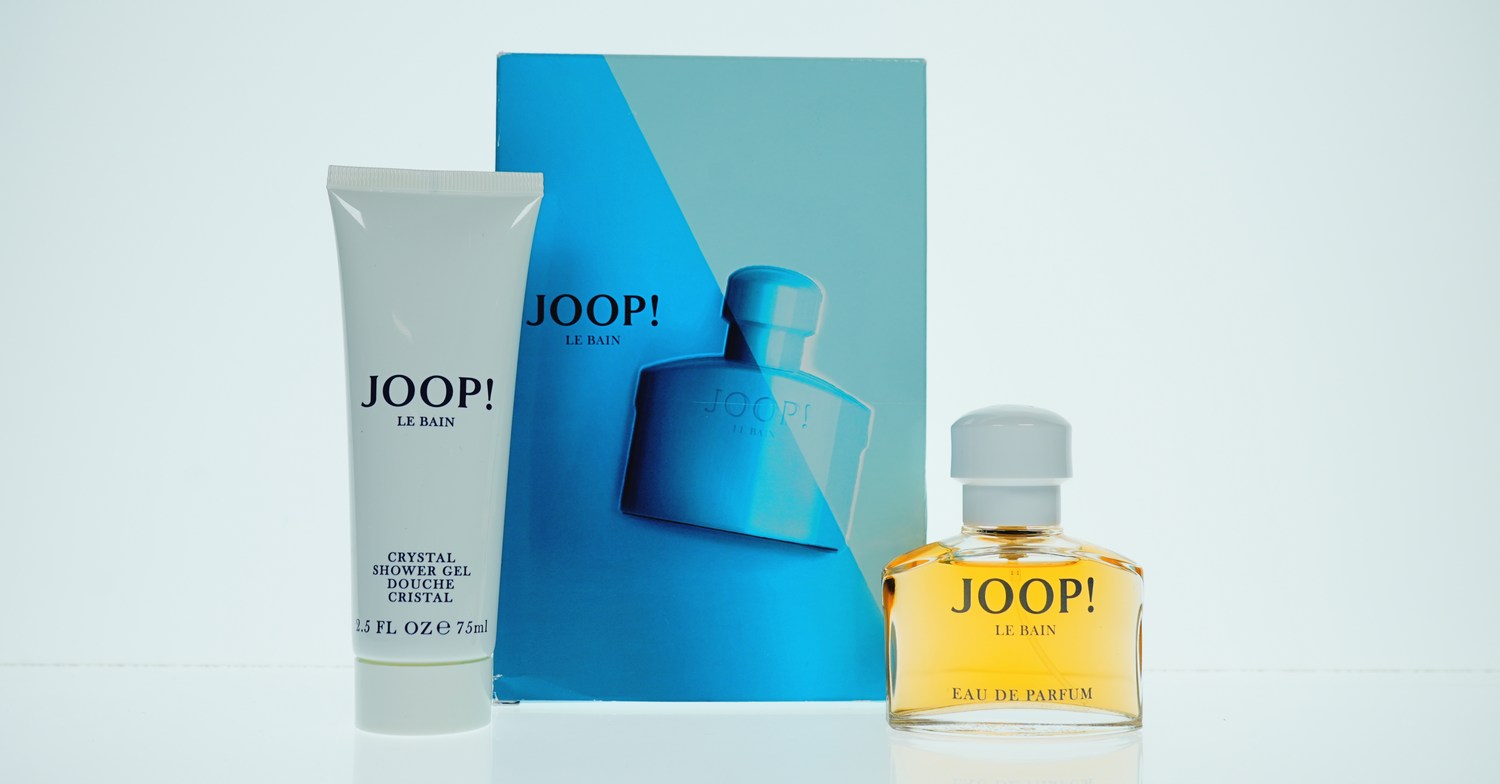 JOOP!
LE BAIN
CRYSTAL
SHOWER GEL
DOUCHE
CRISTAL
2.5 FL OZ ℮ 75ml
JOOP!
LE BAIN
JOOP!
LE BAIN
JOOP!
LE BAIN
EAU DE PARFUM